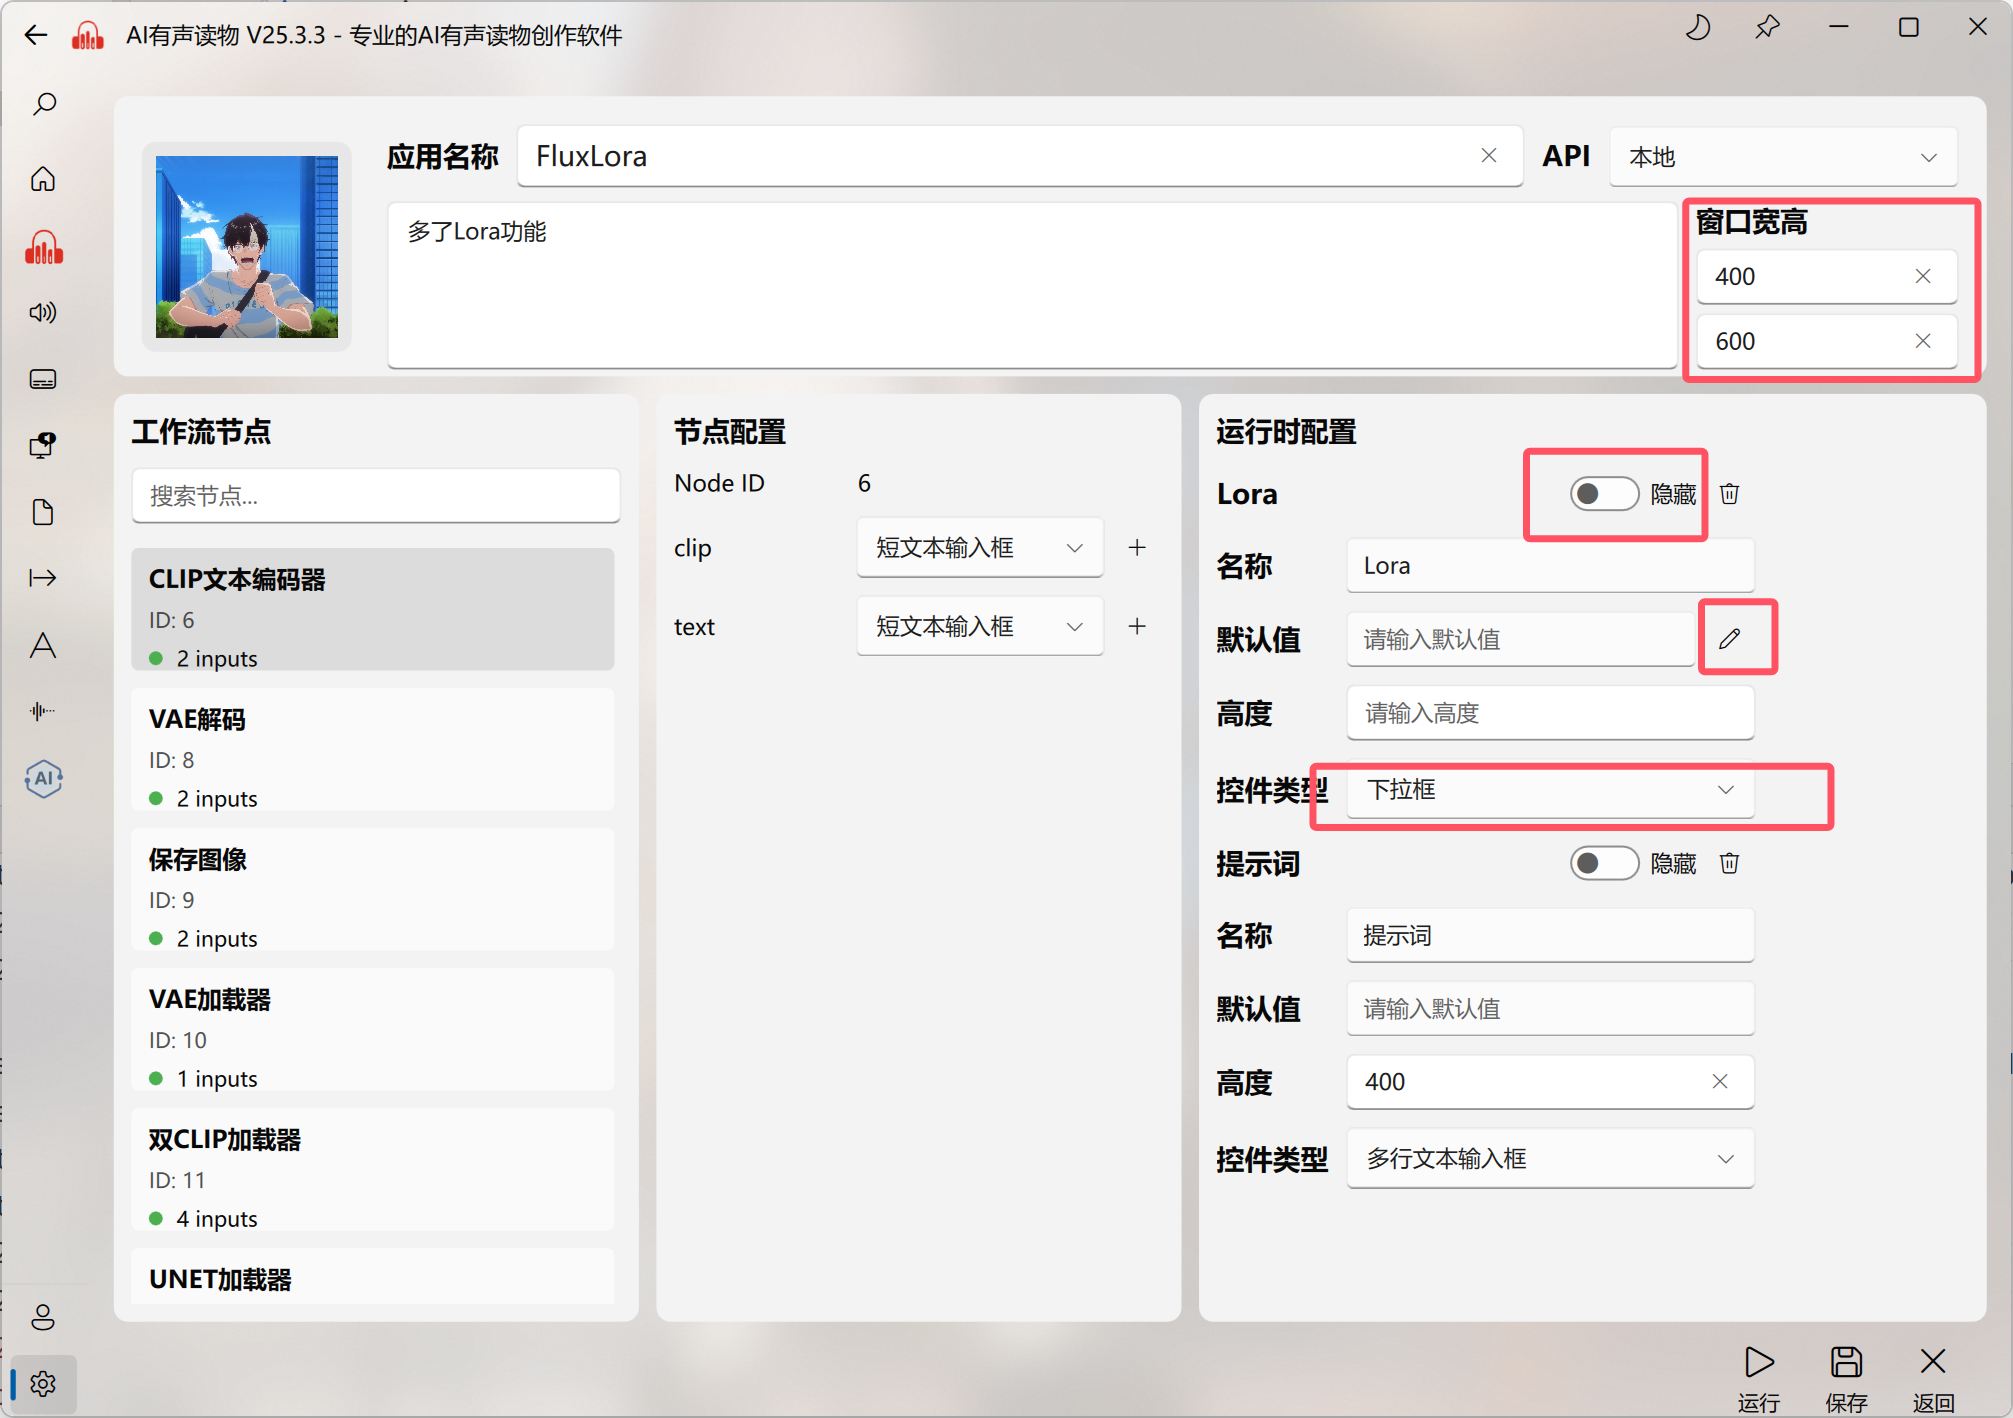 AI有声读物 V25.3.3 - 专业的AI有声读物创作软件
应用名称
FluxLora
API
本地
多了Lora功能
窗口宽高
400
600
工作流节点
搜索节点...
CLIP文本编码器
ID: 6
2 inputs
VAE解码
ID: 8
2 inputs
保存图像
ID: 9
2 inputs
VAE加载器
ID: 10
1 inputs
双CLIP加载器
ID: 11
4 inputs
UNET加载器
节点配置
Node ID 6
clip 短文本输入框
text 短文本输入框
运行时配置
Lora 隐藏
名称 Lora
默认值 请输入默认值
高度 请输入高度
控件类型 下拉框
提示词 隐藏
名称 提示词
默认值 请输入默认值
高度 400
控件类型 多行文本输入框
AI
运行 保存 返回